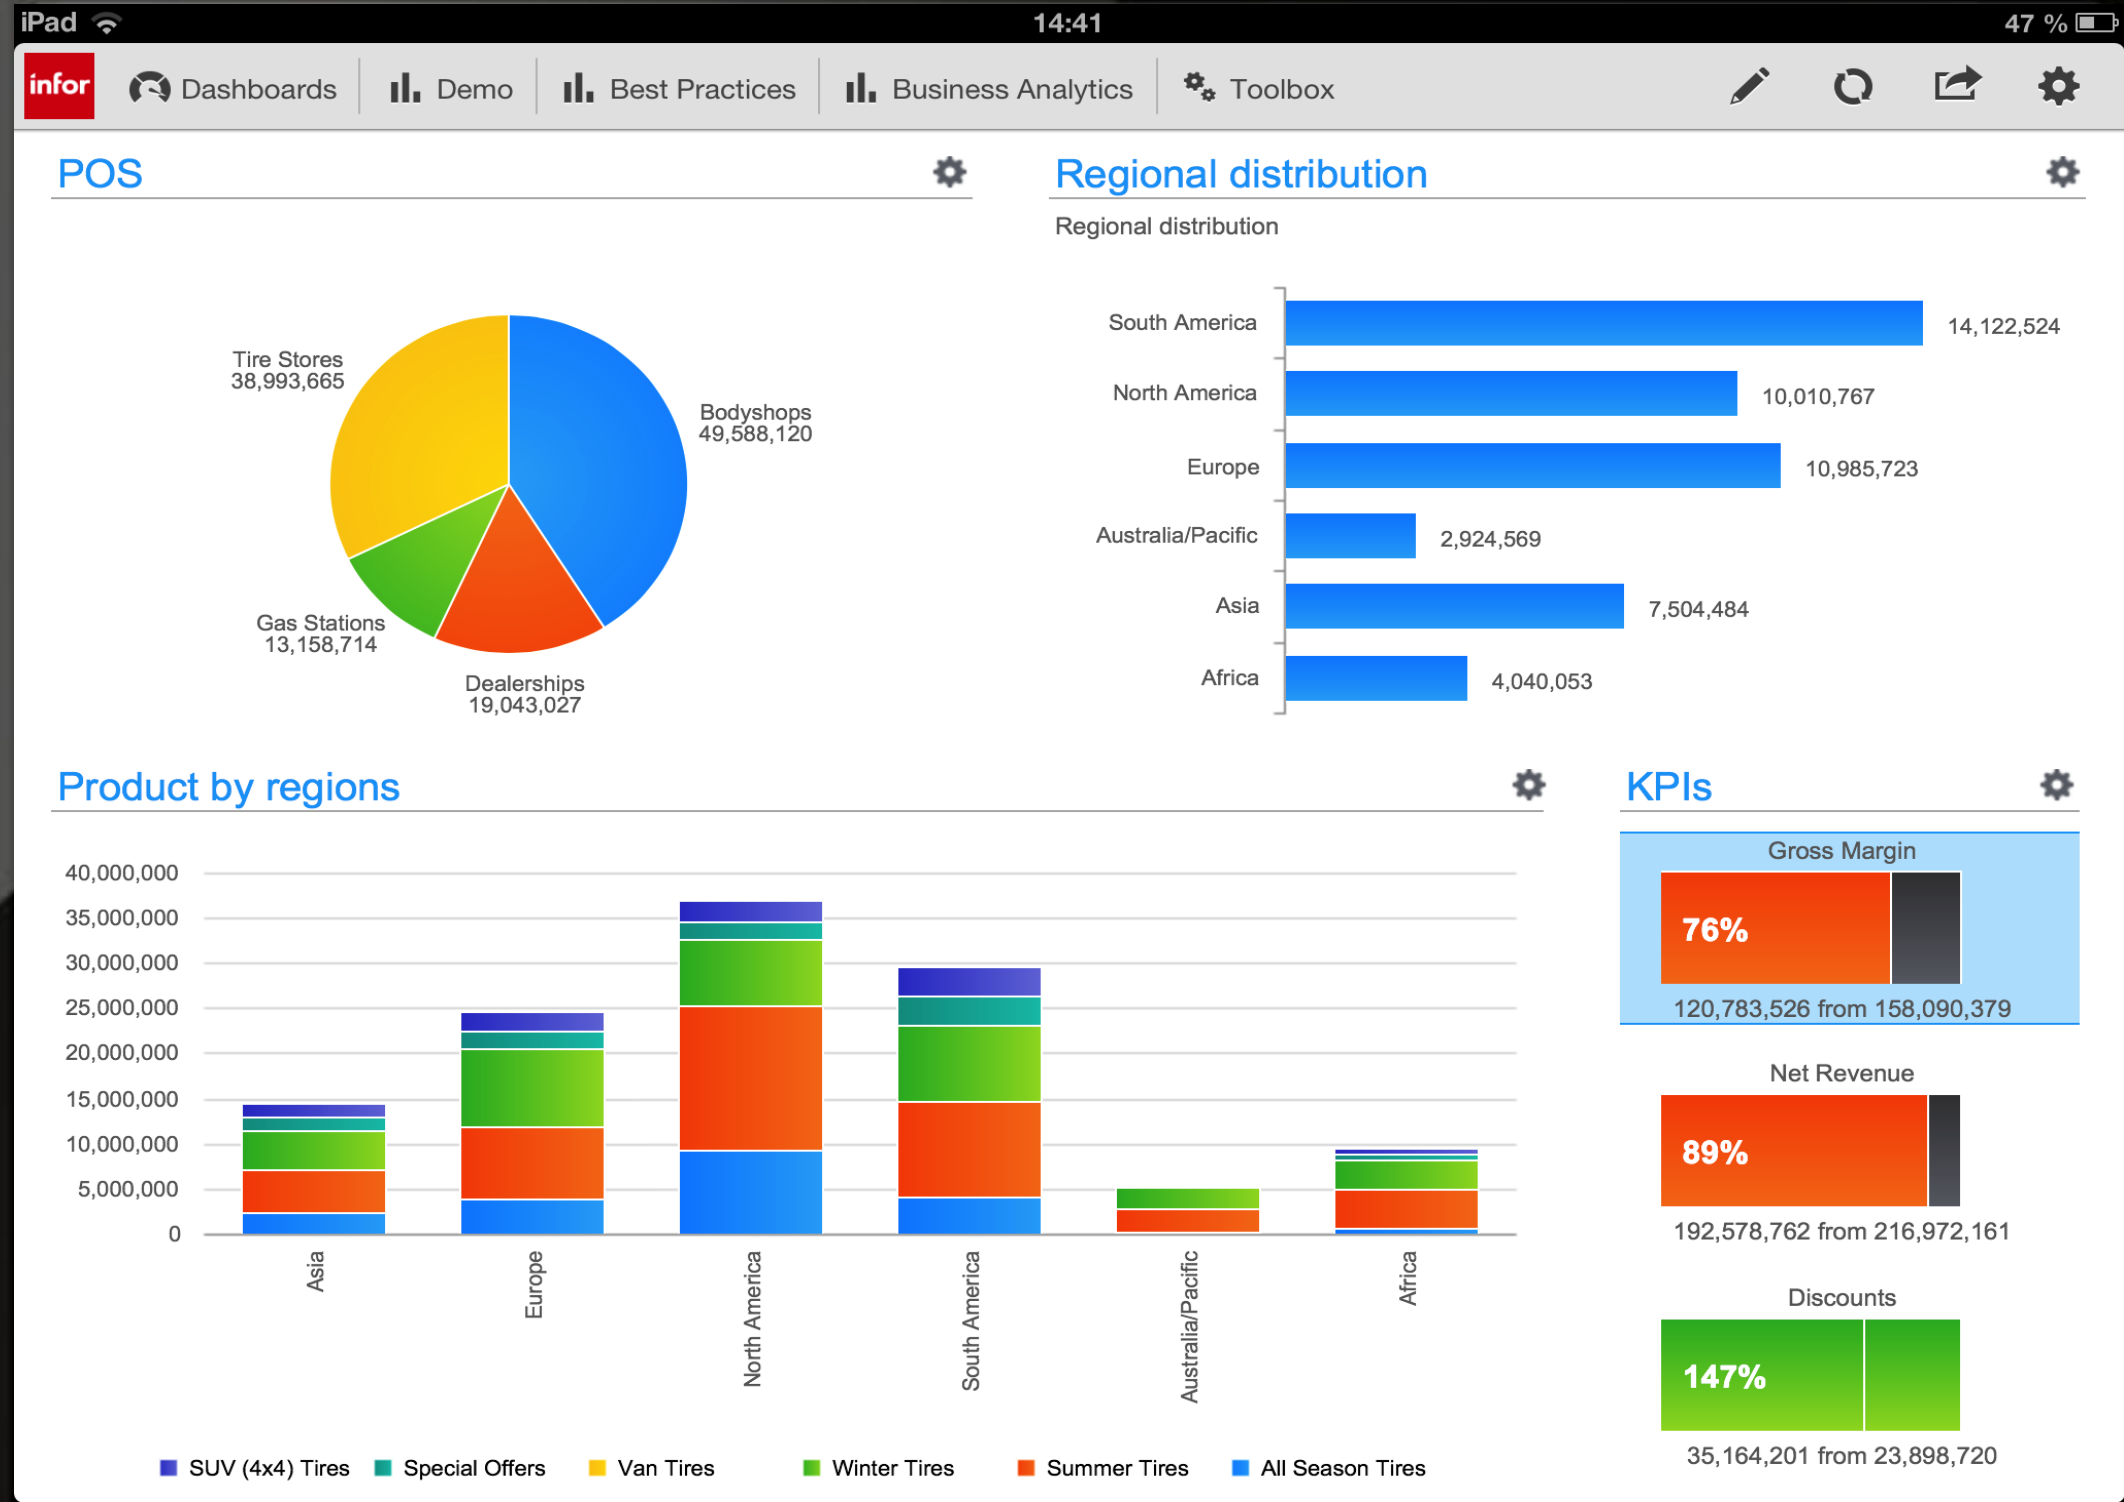 iPad 14:41 47 %
infor Dashboards Demo Best Practices Business Analytics Toolbox
POS
Tire Stores
38,993,665
Bodyshops
49,588,120
Gas Stations
13,158,714
Dealerships
19,043,027
Regional distribution
Regional distribution
South America 14,122,524
North America 10,010,767
Europe 10,985,723
Australia/Pacific 2,924,569
Asia 7,504,484
Africa 4,040,053
Product by regions
40,000,000
35,000,000
30,000,000
25,000,000
20,000,000
15,000,000
10,000,000
5,000,000
0
Asia
Europe
North America
South America
Australia/Pacific
Africa
SUV (4x4) Tires Special Offers Van Tires Winter Tires Summer Tires All Season Tires
KPIs
Gross Margin
76%
120,783,526 from 158,090,379
Net Revenue
89%
192,578,762 from 216,972,161
Discounts
147%
35,164,201 from 23,898,720